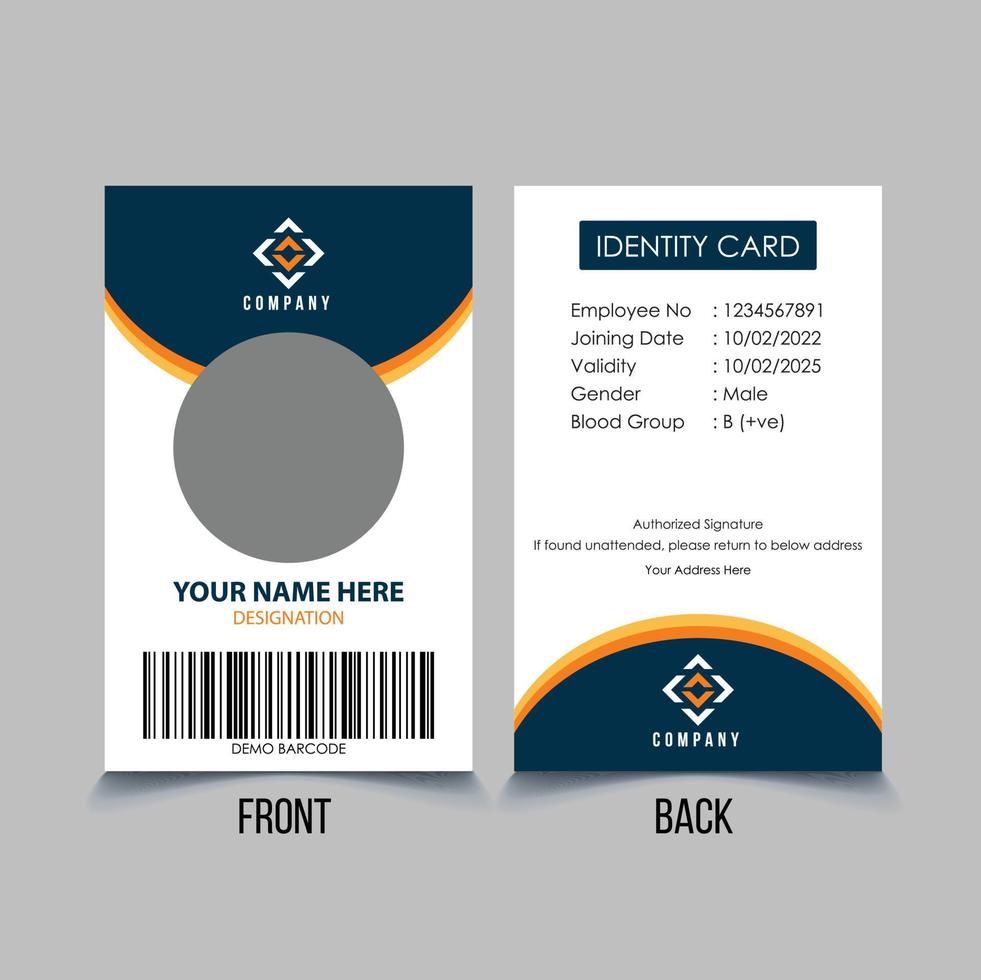 COMPANY
YOUR NAME HERE
DESIGNATION
DEMO BARCODE
FRONT
IDENTITY CARD
Employee No : 1234567891
Joining Date : 10/02/2022
Validity : 10/02/2025
Gender : Male
Blood Group : B (+ve)
Authorized Signature
If found unattended, please return to below address
Your Address Here
COMPANY
BACK